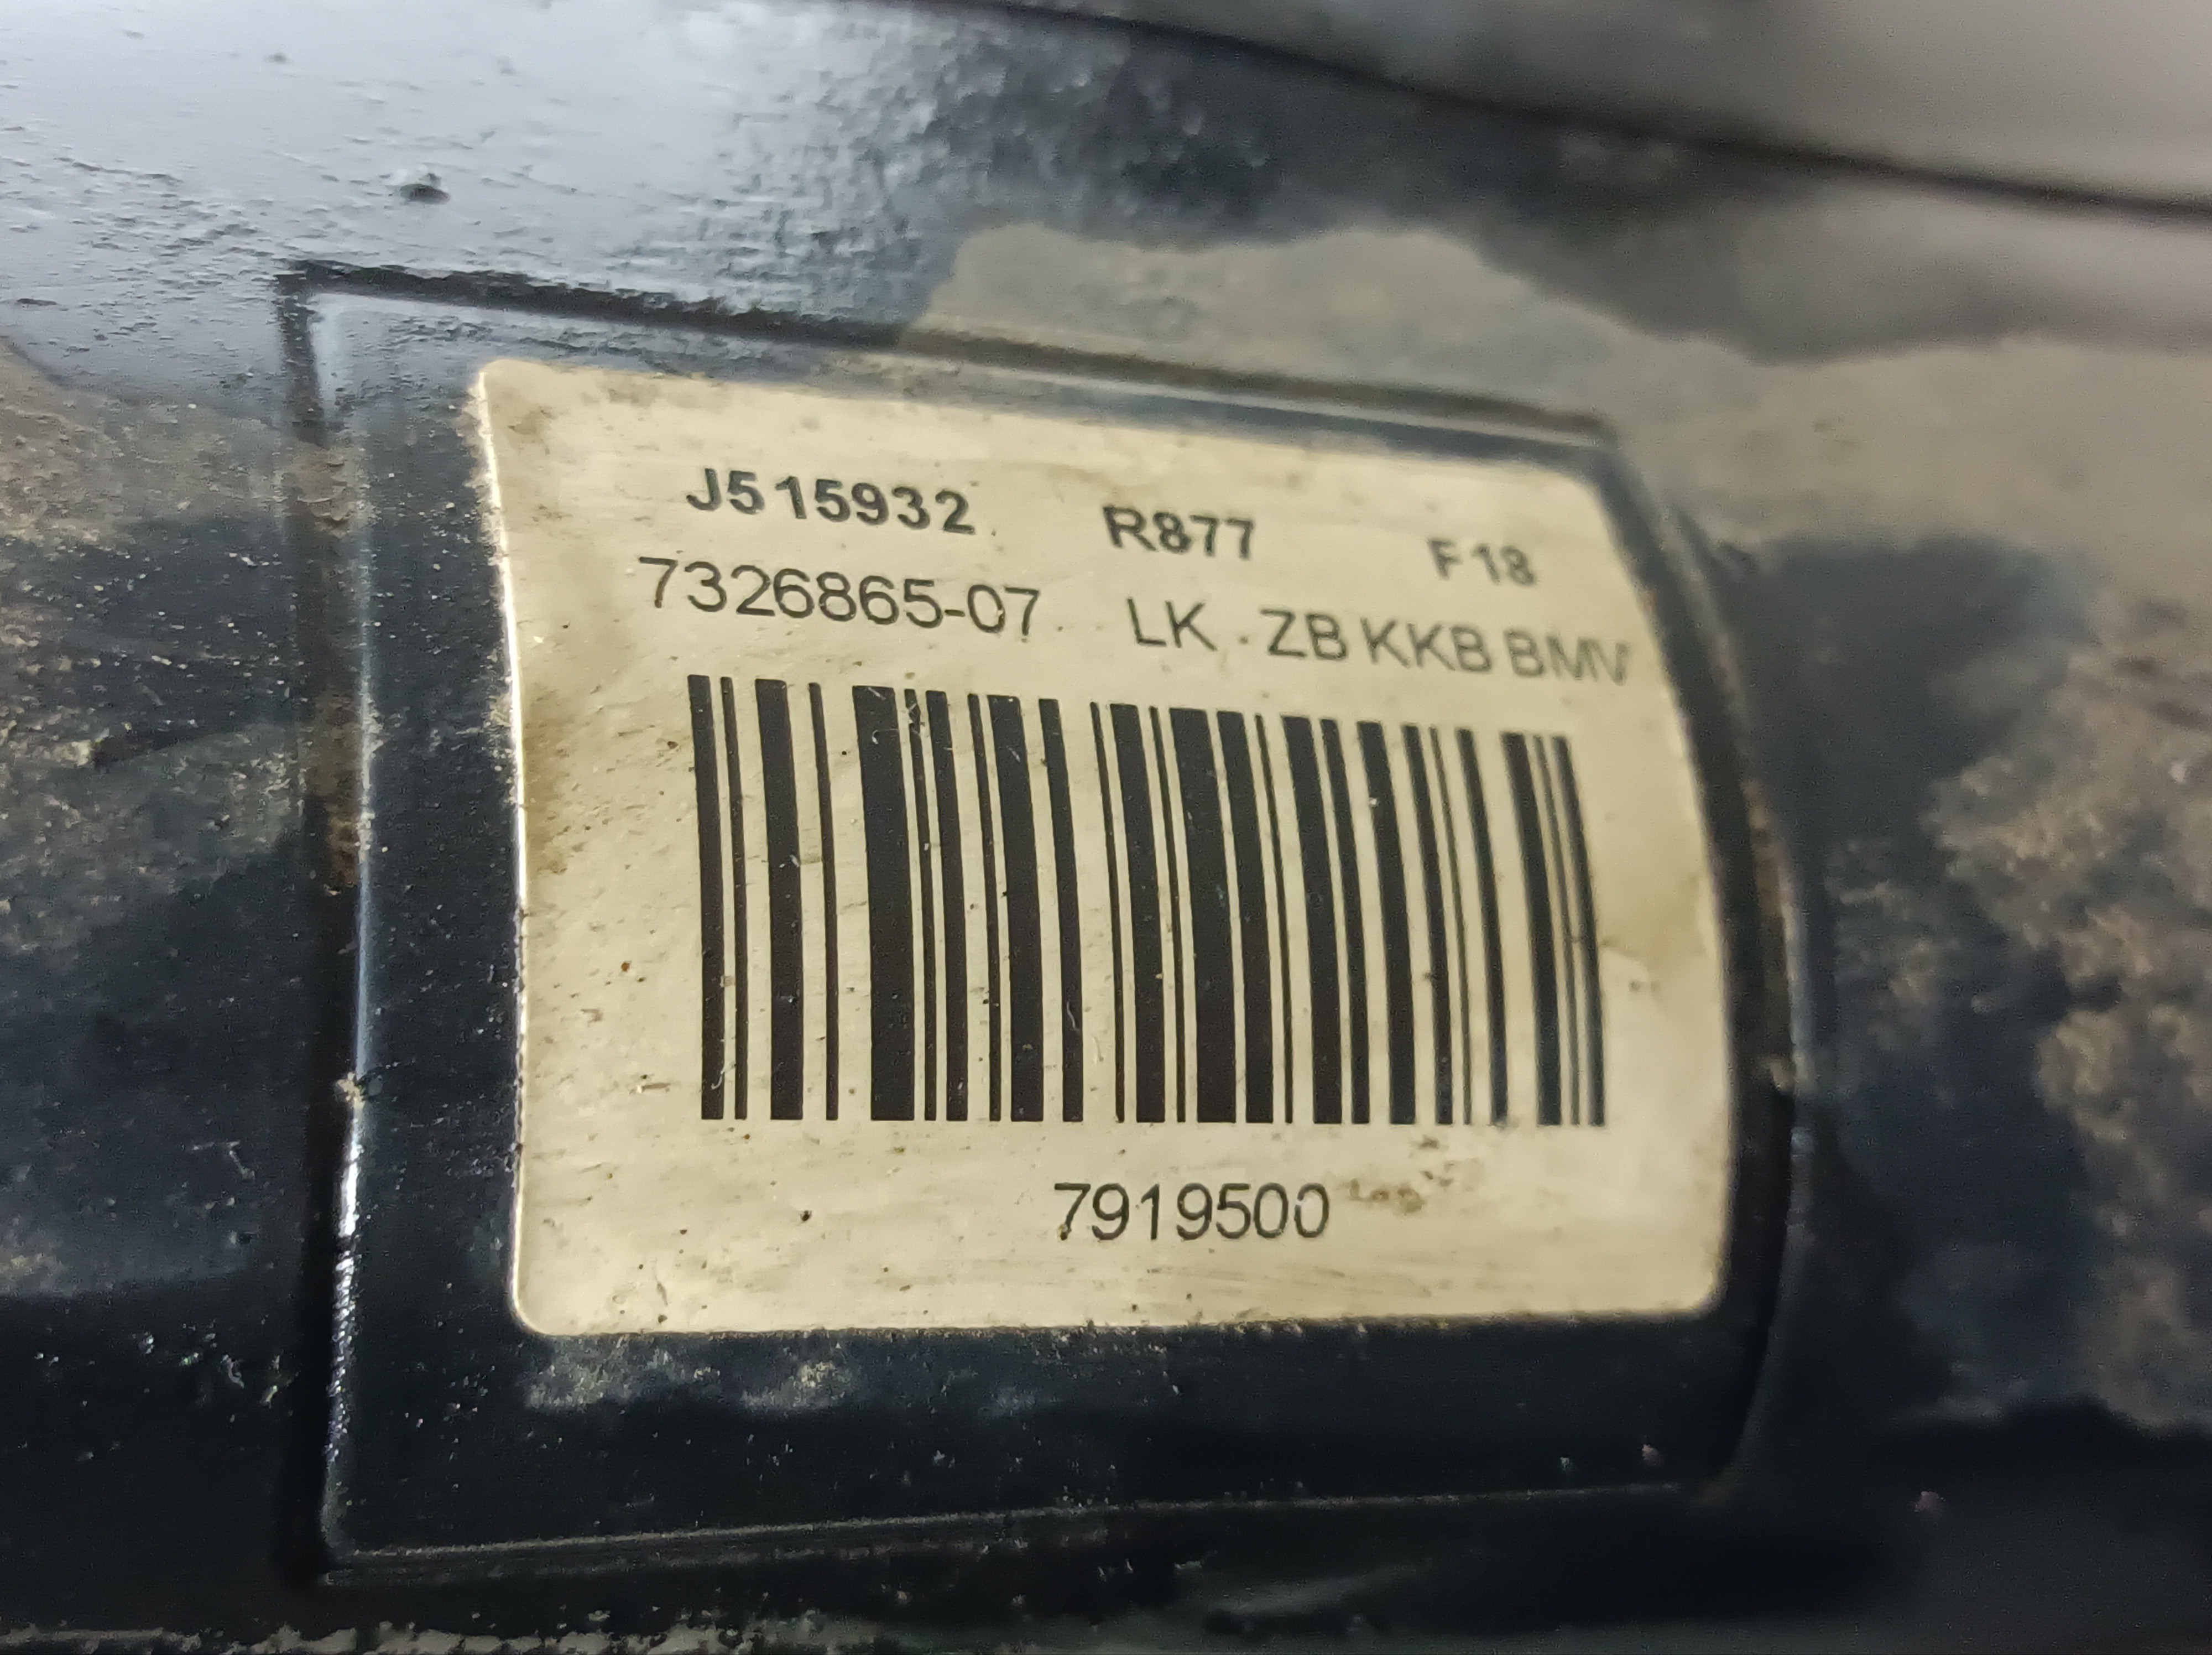 J515932 R877 F18
7326865-07 LK . ZB KKB BMW
7919500